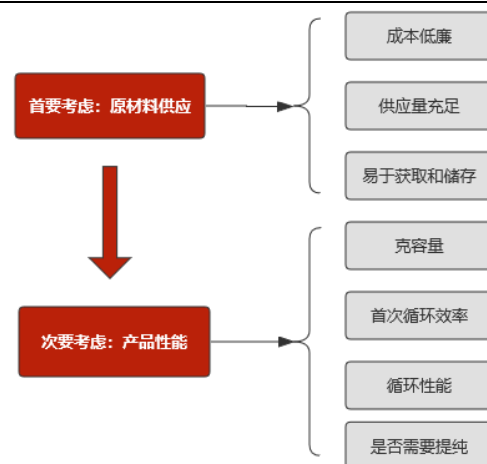 首要考虑：原材料供应
成本低廉
供应量充足
易于获取和储存
次要考虑：产品性能
克容量
首次循环效率
循环性能
是否需要提纯